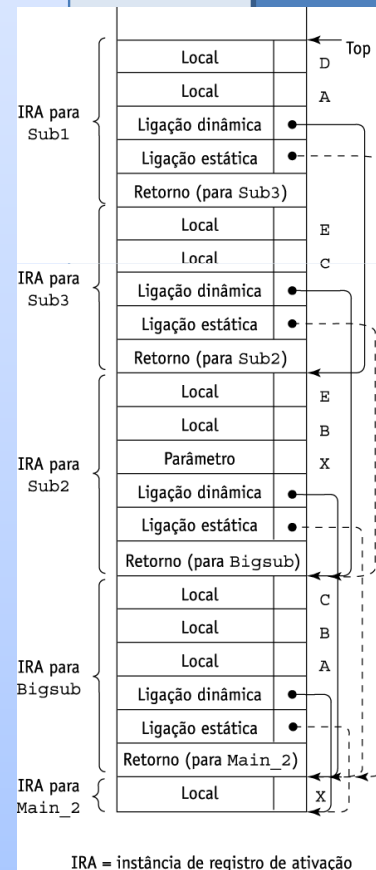 Top
Local D
Local A
IRA para
Sub1
Ligação dinâmica
Ligação estática
Retorno (para Sub3)
Local E
Local C
IRA para
Sub3
Ligação dinâmica
Ligação estática
Retorno (para Sub2)
Local E
Local B
Parâmetro X
IRA para
Sub2
Ligação dinâmica
Ligação estática
Retorno (para Bigsub)
Local C
Local B
Local A
IRA para
Bigsub
Ligação dinâmica
Ligação estática
Retorno (para Main_2)
IRA para
Main_2
Local X
IRA = instância de registro de ativação